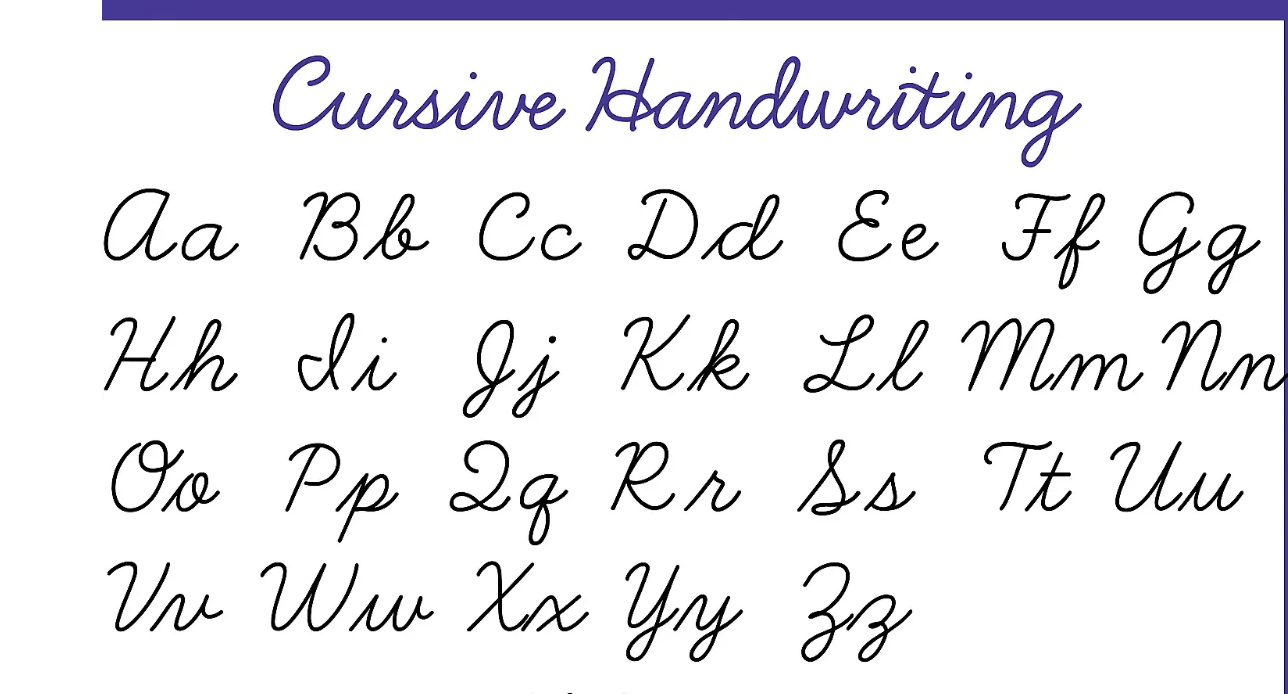 Cursive Handwriting
Aa Bb Cc Dd Ee Ff Gg
Hh Ii Jj Kk Ll Mm Nn
Oo Pp Qq Rr Ss Tt Uu
Vv Ww Xx Yy Zz